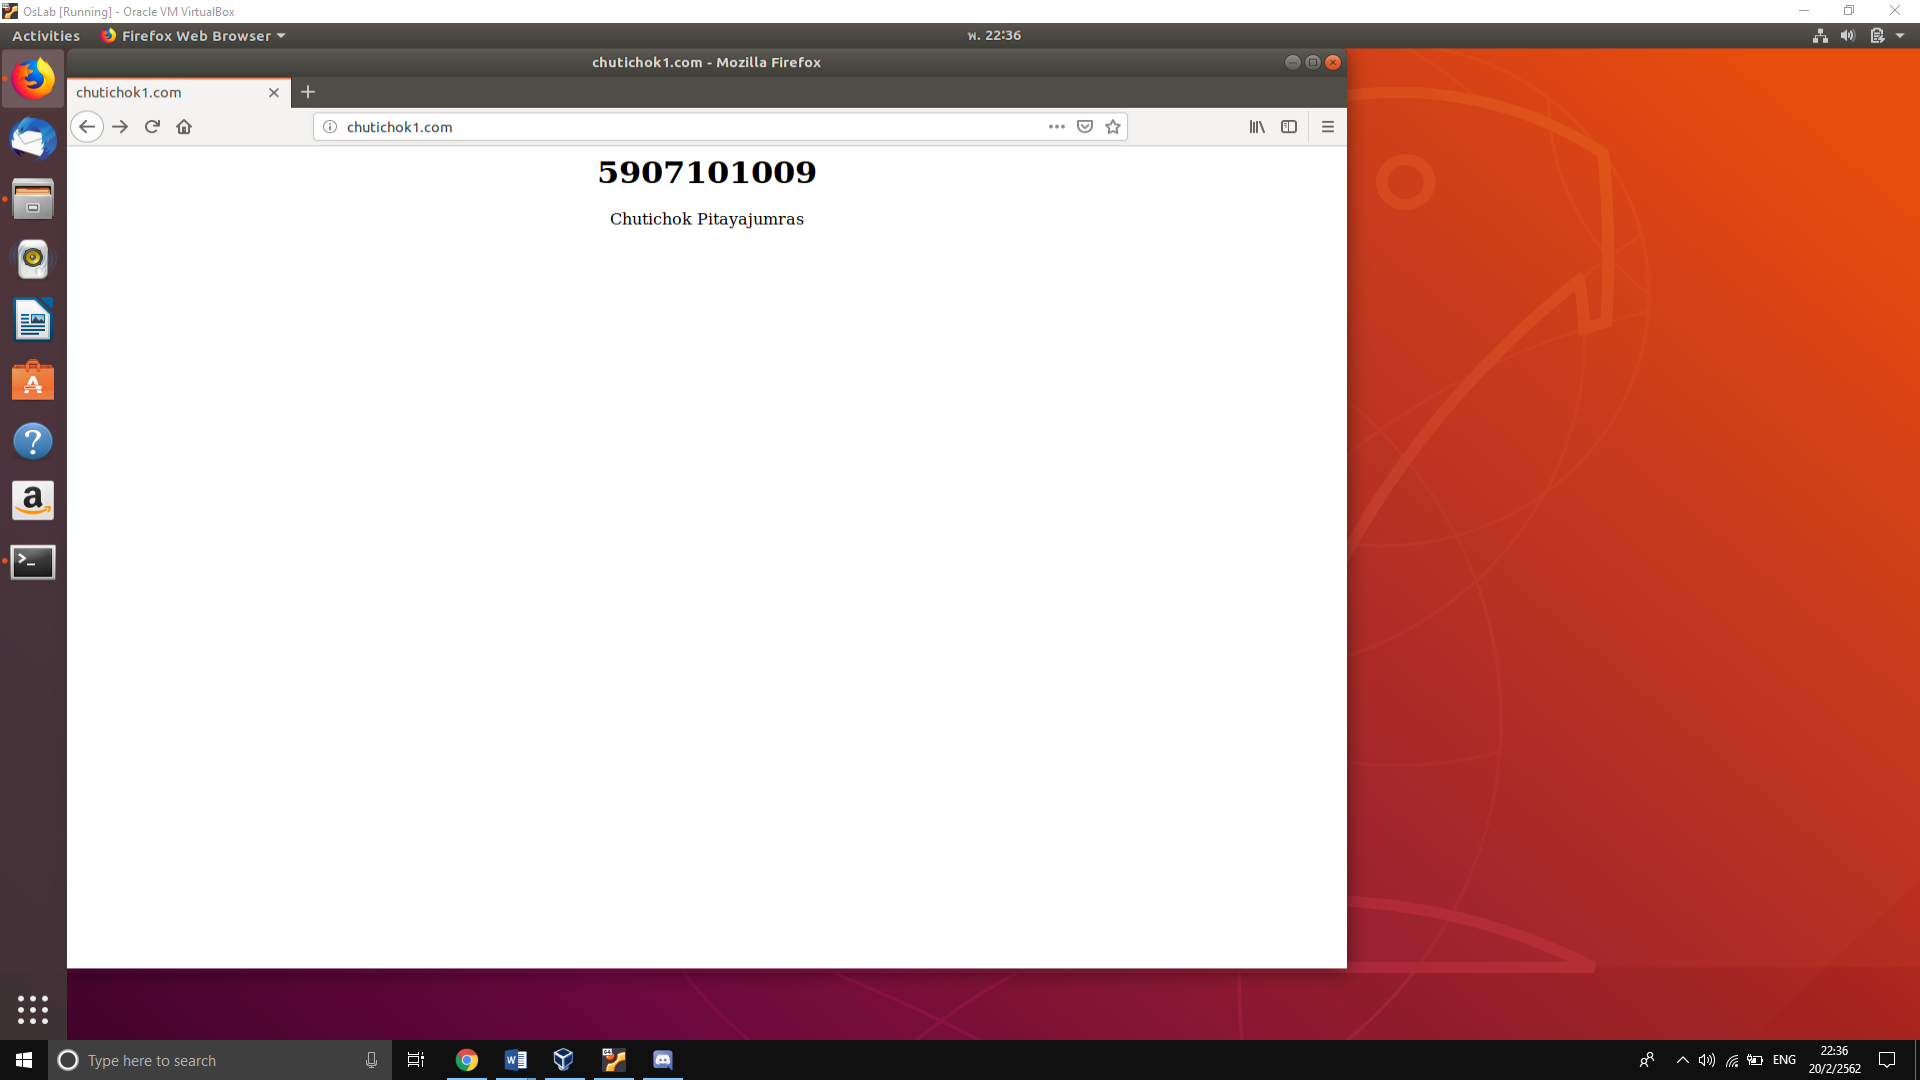 OsLab [Running] - Oracle VM VirtualBox
Activities
Firefox Web Browser
พ. 22:36
chutichok1.com - Mozilla Firefox
chutichok1.com
chutichok1.com
5907101009
Chutichok Pitayajumras
Type here to search
ENG
22:36
20/2/2562